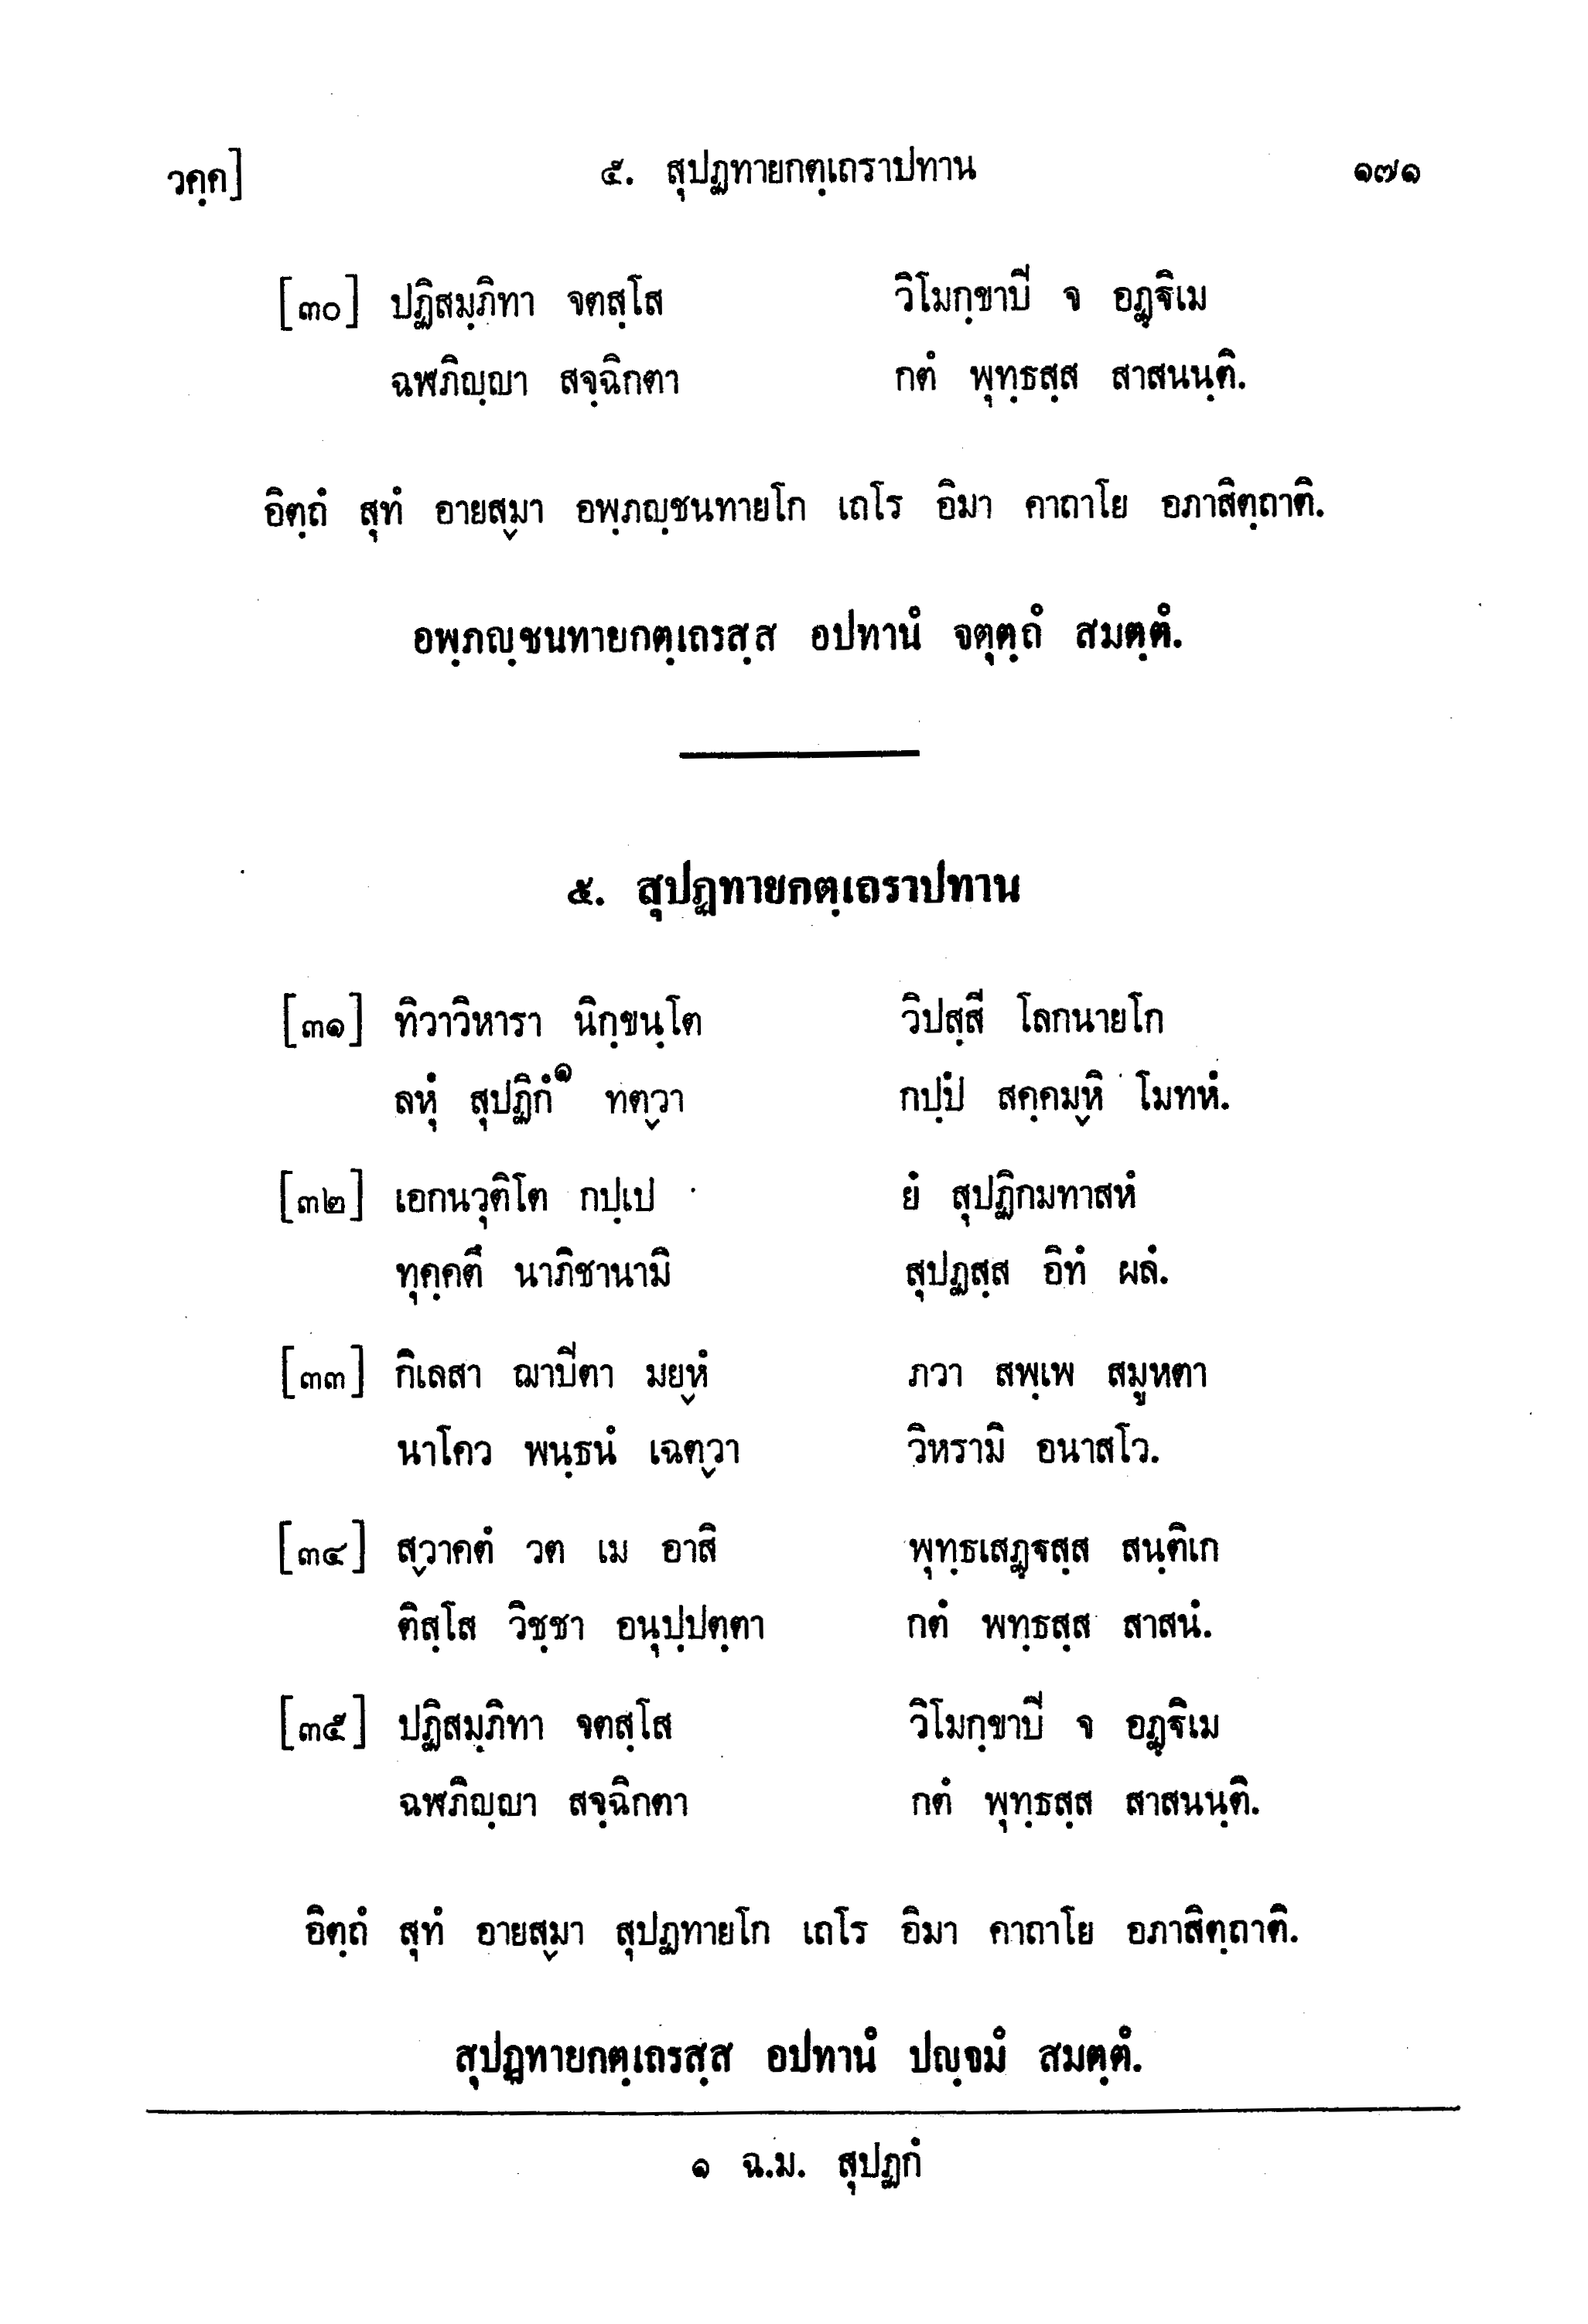 วคฺค] ๕. สุปฏทายกตฺเถราปทาน ๑๗๑
[๓๐] ปฏิสมฺภิทา จตสฺโส วิโมกฺขาปี จ อฏฺฐิเม
ฉฬภิญฺญา สจฺฉิกตา กตํ พุทฺธสฺส สาสนนฺติ.
อิตฺถํ สุทํ อายสฺมา อพฺภญฺชนทายโก เถโร อิมา คาถาโย อภาสิตฺถาติ.
อพฺภญฺชนทายกตฺเถรสฺส อปทานํ จตุตฺถํ สมตฺตํ.
๕. สุปฏทายกตฺเถราปทาน
[๓๑] ทิวาวิหารา นิกฺขนฺโต วิปสฺสี โลกนายโก
ลหุํ สุปฏิกํ๑ ทตฺวา กปฺปํ สคฺคมฺหิ โมทหํ.
[๓๒] เอกนวุติโต กปฺเป ยํ สุปฏิกมทาสหํ
ทุคฺคตึ นาภิชานามิ สุปฏสฺส อิทํ ผลํ.
[๓๓] กิเลสา ฌาปิตา มยฺหํ ภวา สพฺเพ สมูหตา
นาโคว พนฺธนํ เฉตฺวา วิหรามิ อนาสโว.
[๓๔] สฺวาคตํ วต เม อาสิ พุทฺธเสฏฺฐสฺส สนฺติเก
ติสฺโส วิชฺชา อนุปฺปตฺตา กตํ พทฺธสฺส สาสนํ.
[๓๕] ปฏิสมฺภิทา จตสฺโส วิโมกฺขาปี จ อฏฺฐิเม
ฉฬภิญฺญา สจฺฉิกตา กตํ พุทฺธสฺส สาสนนฺติ.
อิตฺถํ สุทํ อายสฺมา สุปฏทายโก เถโร อิมา คาถาโย อภาสิตฺถาติ.
สุปฏทายกตฺเถรสฺส อปทานํ ปญฺจมํ สมตฺตํ.
๑ ฉ.ม. สุปฏกํ